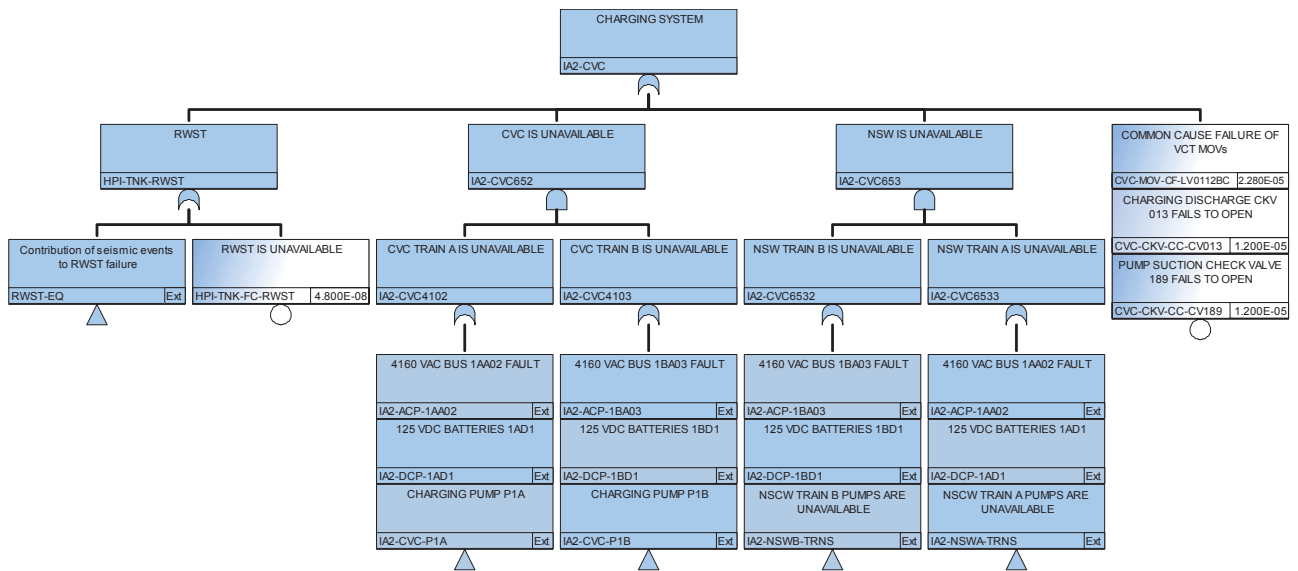 CHARGING SYSTEM
IA2-CVC
RWST
HPI-TNK-RWST
CVC IS UNAVAILABLE
IA2-CVC652
NSW IS UNAVAILABLE
IA2-CVC653
COMMON CAUSE FAILURE OF
VCT MOVs
CVC-MOV-CF-LV0112BC 2.280E-05
CHARGING DISCHARGE CKV
013 FAILS TO OPEN
CVC-CKV-CC-CV013 1.200E-05
PUMP SUCTION CHECK VALVE
189 FAILS TO OPEN
CVC-CKV-CC-CV189 1.200E-05
Contribution of seismic events
to RWST failure
RWST-EQ Ext
RWST IS UNAVAILABLE
HPI-TNK-FC-RWST 4.800E-08
CVC TRAIN A IS UNAVAILABLE
IA2-CVC4102
CVC TRAIN B IS UNAVAILABLE
IA2-CVC4103
NSW TRAIN B IS UNAVAILABLE
IA2-CVC6532
NSW TRAIN A IS UNAVAILABLE
IA2-CVC6533
4160 VAC BUS 1AA02 FAULT
IA2-ACP-1AA02 Ext
125 VDC BATTERIES 1AD1
IA2-DCP-1AD1 Ext
CHARGING PUMP P1A
IA2-CVC-P1A Ext
4160 VAC BUS 1BA03 FAULT
IA2-ACP-1BA03 Ext
125 VDC BATTERIES 1BD1
IA2-DCP-1BD1 Ext
CHARGING PUMP P1B
IA2-CVC-P1B Ext
4160 VAC BUS 1BA03 FAULT
IA2-ACP-1BA03 Ext
125 VDC BATTERIES 1BD1
IA2-DCP-1BD1 Ext
NSCW TRAIN B PUMPS ARE
UNAVAILABLE
IA2-NSWB-TRNS Ext
4160 VAC BUS 1AA02 FAULT
IA2-ACP-1AA02 Ext
125 VDC BATTERIES 1AD1
IA2-DCP-1AD1 Ext
NSCW TRAIN A PUMPS ARE
UNAVAILABLE
IA2-NSWA-TRNS Ext